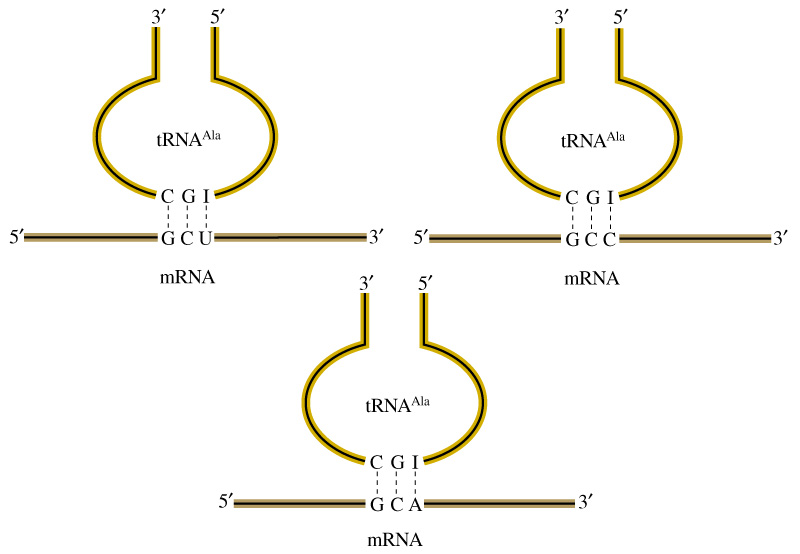 3′ 5′
tRNAAla
C G I
5′ G C U 3′
mRNA
3′ 5′
tRNAAla
C G I
5′ G C C 3′
mRNA
3′ 5′
tRNAAla
C G I
5′ G C A 3′
mRNA